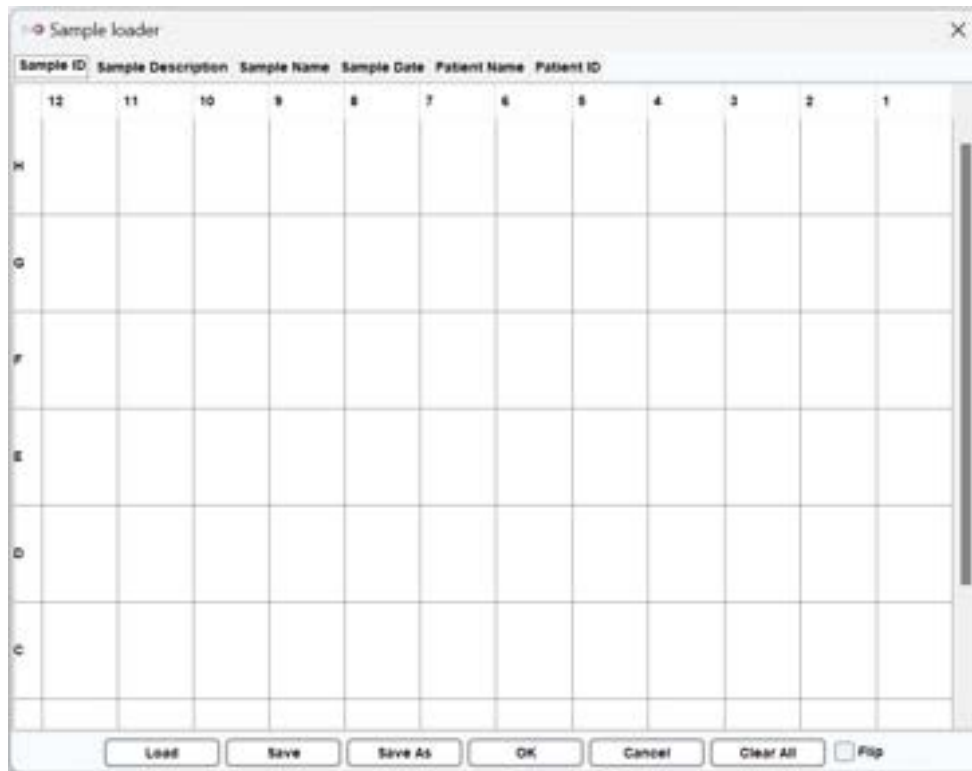 Sample loader
Sample ID Sample Description Sample Name Sample Date Patient Name Patient ID
12 11 10 9 8 7 6 5 4 3 2 1
H
G
F
E
D
C
Load Save Save As OK Cancel Clear All Flip